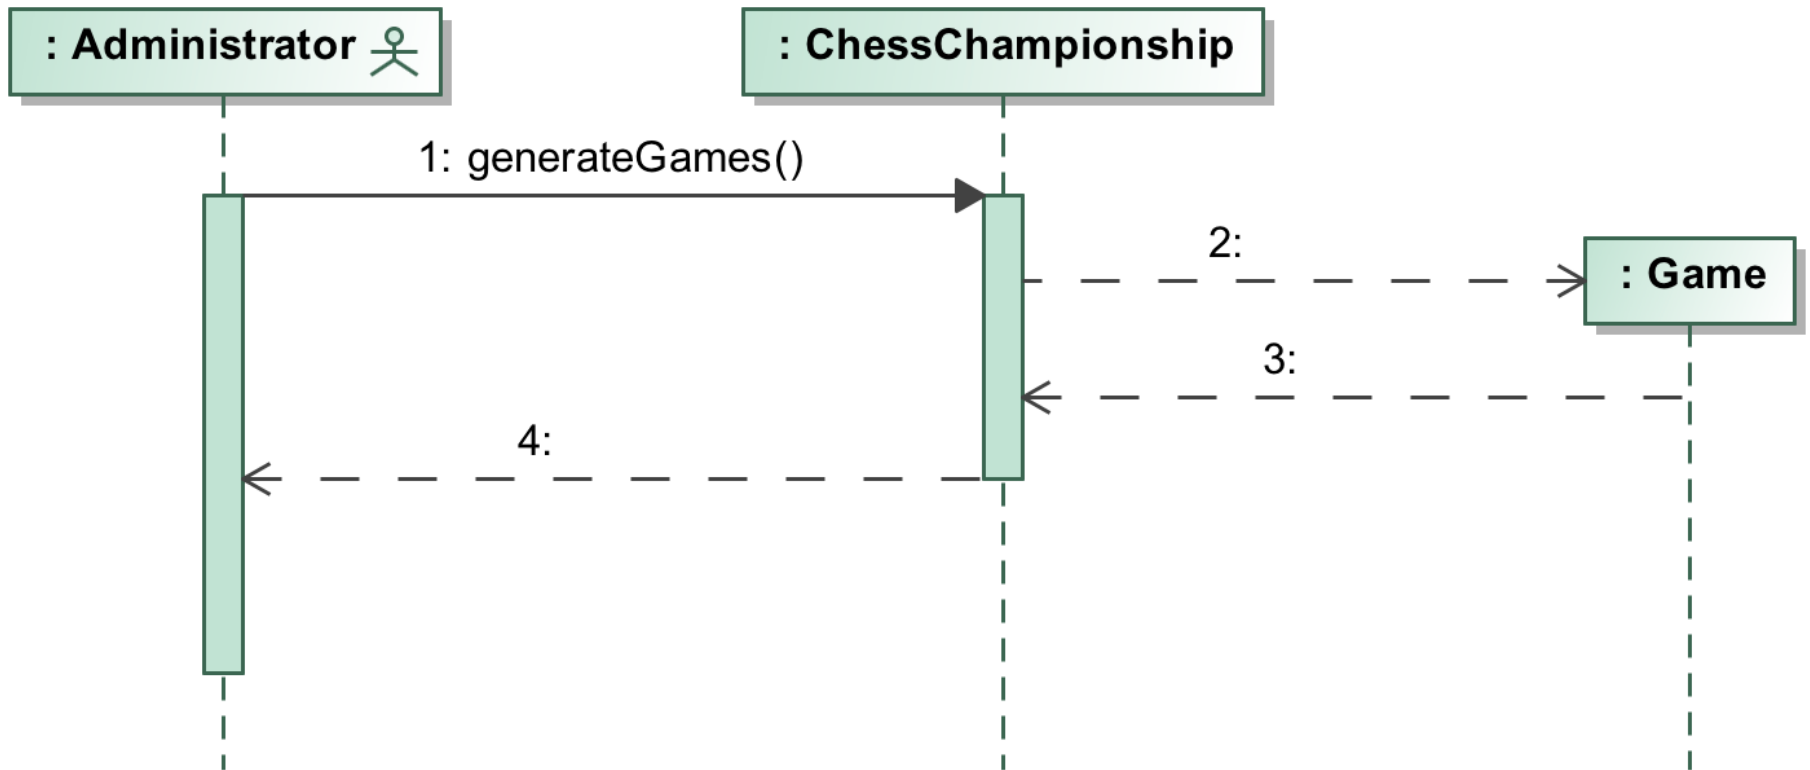 : Administrator
: ChessChampionship
1: generateGames()
2:
: Game
3:
4: